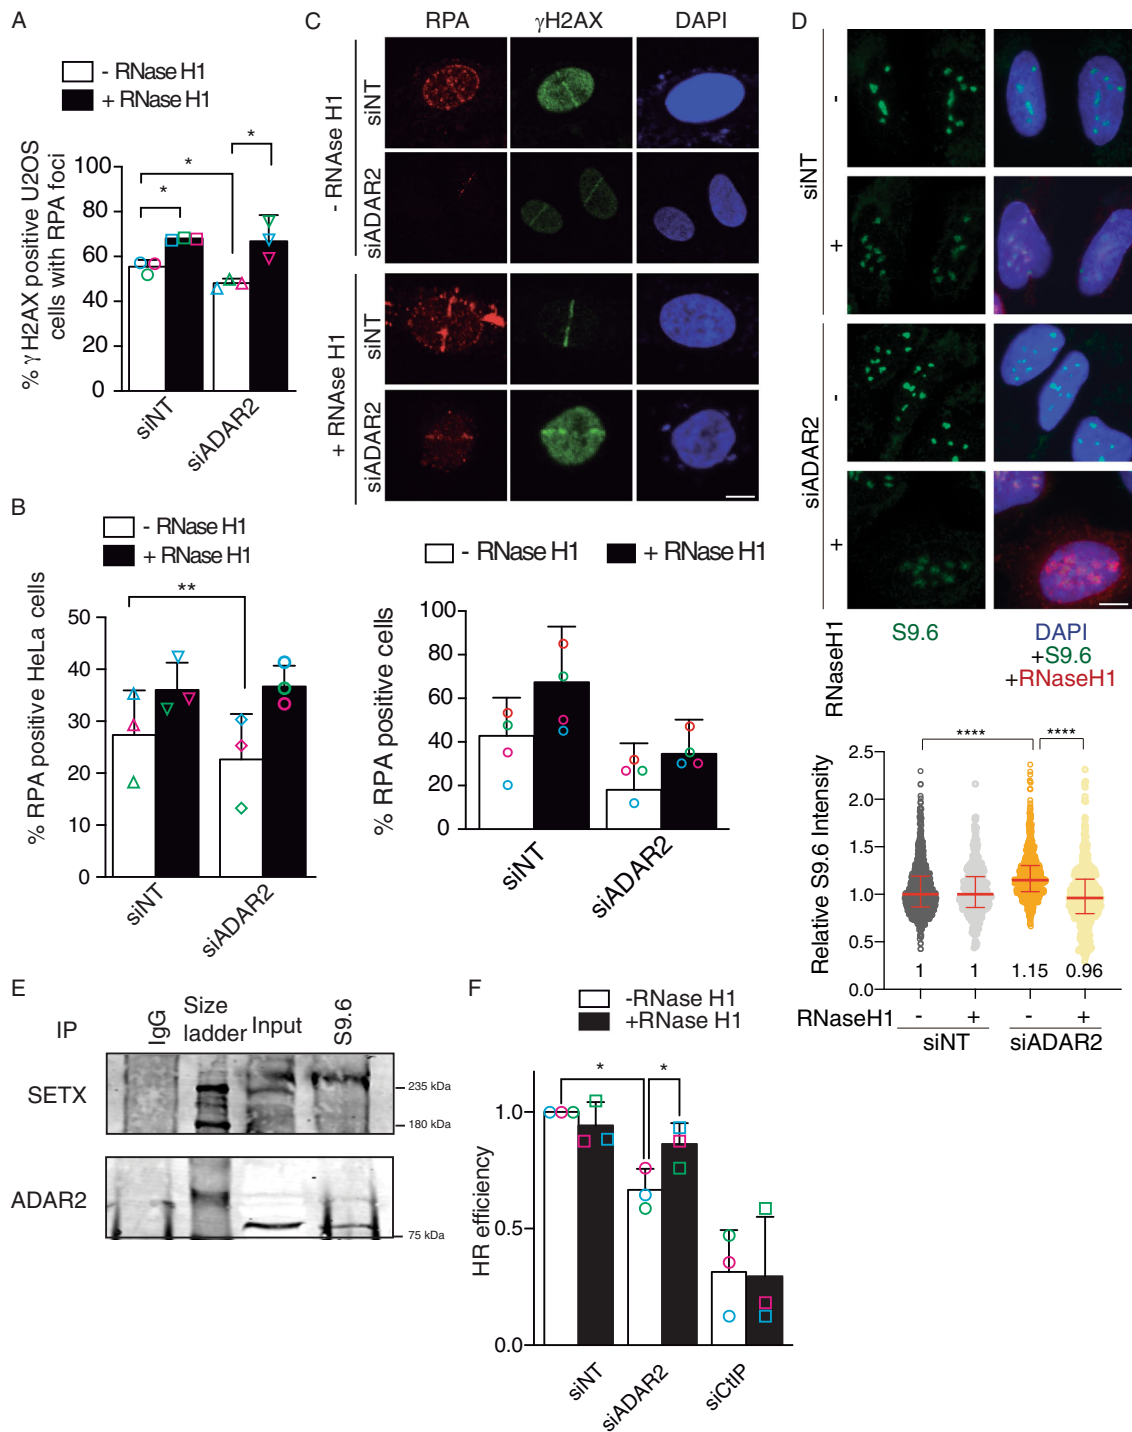 A
- RNase H1
+ RNase H1
% γ H2AX positive U2OS
cells with RPA foci
100
80
60
40
20
0
*
*
*
siNT
siADAR2
B
- RNase H1
+ RNase H1
% RPA positive HeLa cells
50
40
30
20
10
0
**
siNT
siADAR2
C
RPA
γH2AX
DAPI
- RNAse H1
siNT
siADAR2
+ RNAse H1
siNT
siADAR2
- RNase H1
+ RNase H1
% RPA positive cells
100
80
60
40
20
0
siNT
siADAR2
D
siNT
-
+
siADAR2
-
+
RNaseH1
S9.6
DAPI
+S9.6
+RNaseH1
Relative S9.6 Intensity
2.5
2.0
1.5
1.0
0.5
0.0
****
****
1
1
1.15
0.96
RNaseH1
-
+
-
+
siNT
siADAR2
E
IP
IgG
Size
ladder
Input
S9.6
SETX
235 kDa
180 kDa
ADAR2
75 kDa
F
-RNase H1
+RNase H1
HR efficiency
1.0
0.5
0.0
*
*
siNT
siADAR2
siCtIP